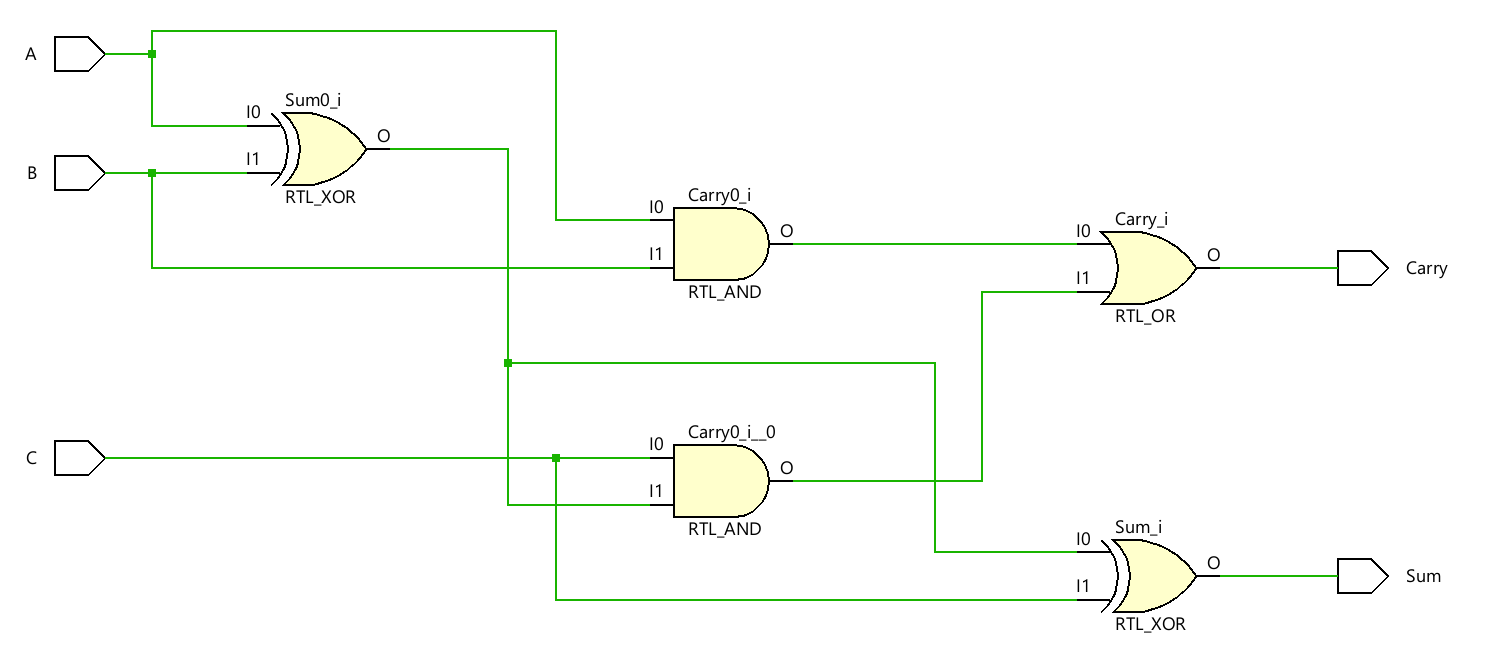 A
Sum0_i
I0
O
I1
B
RTL_XOR
Carry0_i
I0
O
I1
RTL_AND
Carry_i
I0
O
I1
Carry
RTL_OR
C
Carry0_i__0
I0
O
I1
RTL_AND
Sum_i
I0
O
I1
Sum
RTL_XOR